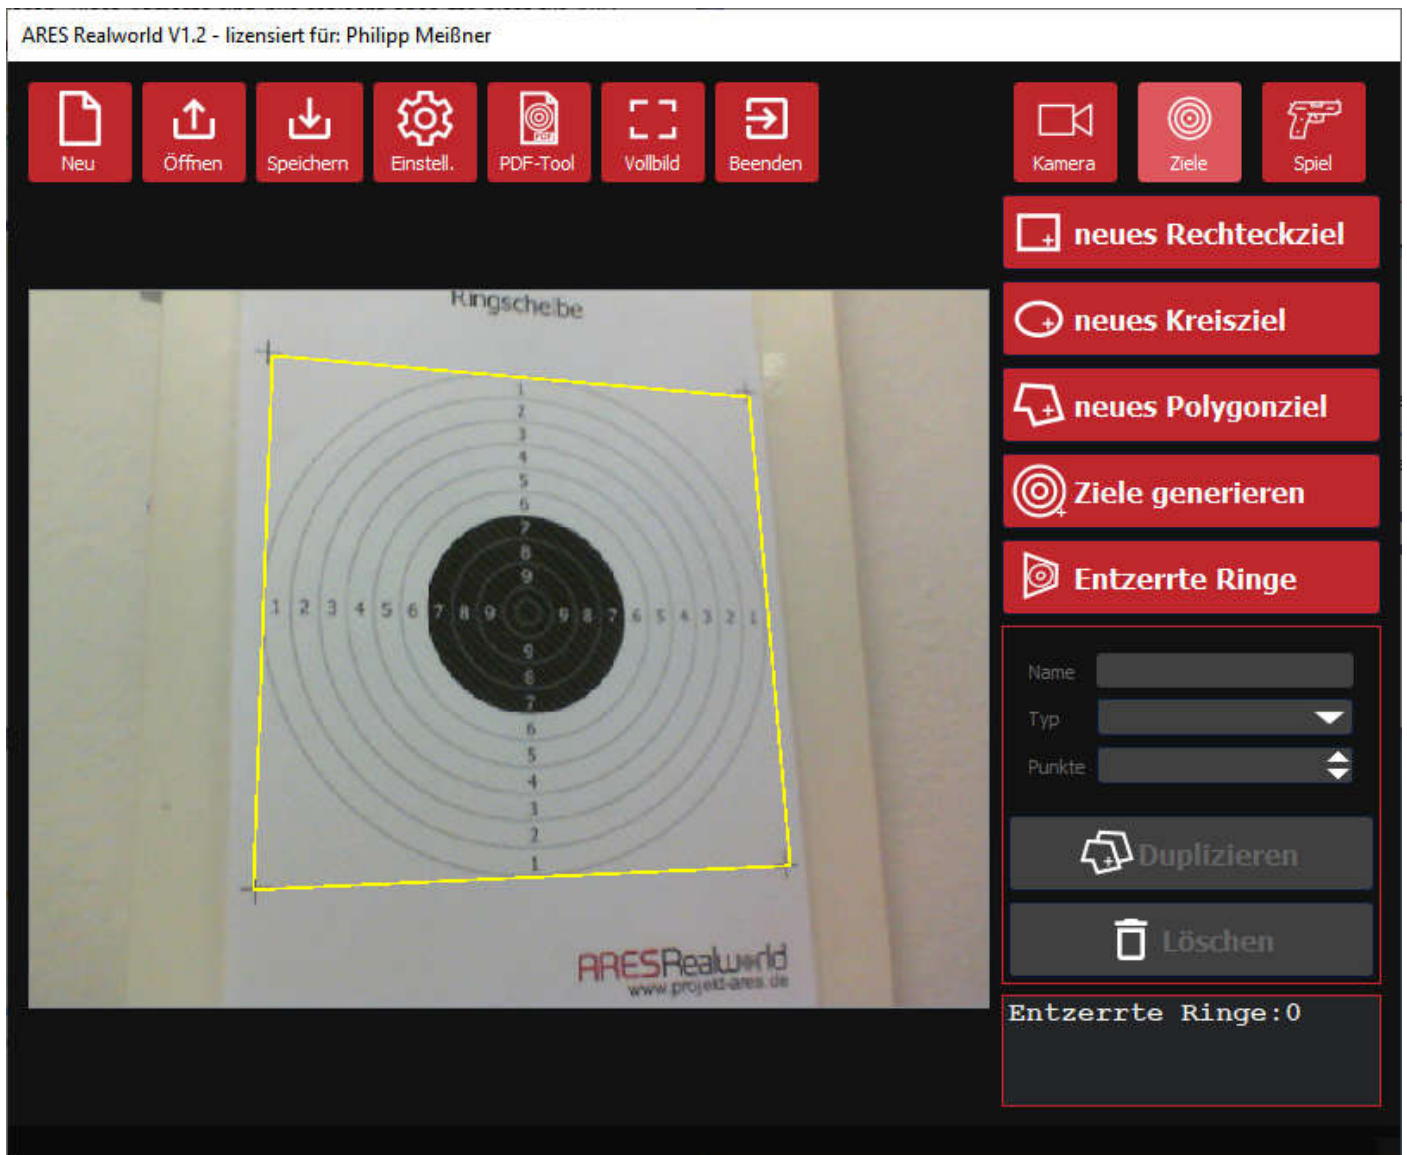 ARES Realworld V1.2 - lizensiert für: Philipp Meißner
Neu
Öffnen
Speichern
Einstell.
PDF-Tool
PDF
Vollbild
Beenden
Kamera
Ziele
Spiel
neues Rechteckziel
neues Kreisziel
neues Polygonziel
Ziele generieren
Entzerrte Ringe
Name
Typ
Punkte
Duplizieren
Löschen
Entzerrte Ringe:0
Ringscheibe
1
2
3
4
5
6
7
8
9
1 2 3 4 5 6 7 8 9 9 8 7 6 5 4 3 2 1
9
8
7
6
5
4
3
2
1
ARESRealworld
www.projekt-ares.de